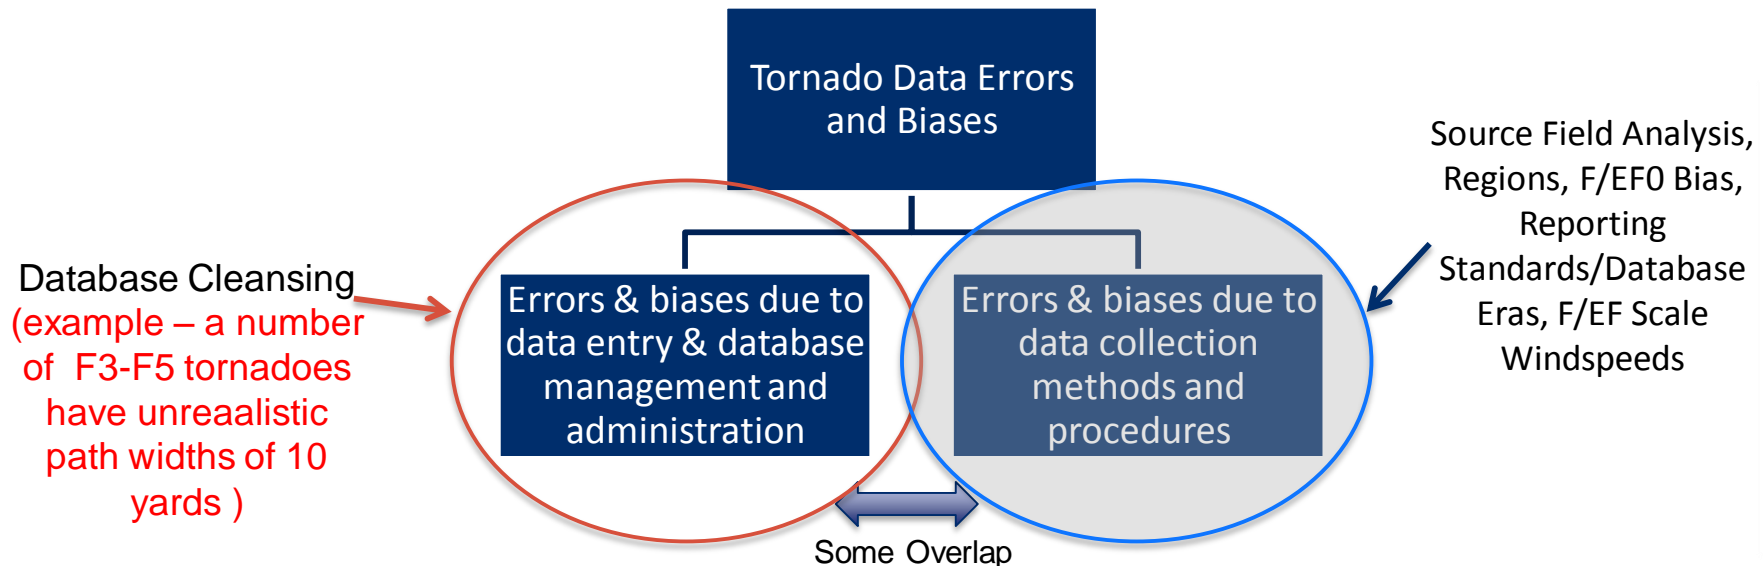 Tornado Data Errors
and Biases
Source Field Analysis,
Regions, F/EF0 Bias,
Reporting
Standards/Database
Eras, F/EF Scale
Windspeeds
Database Cleansing
(example – a number
of F3-F5 tornadoes
have unreaalistic
path widths of 10
yards )
Errors & biases due to
data entry & database
management and
administration
Errors & biases due to
data collection
methods and
procedures
Some Overlap